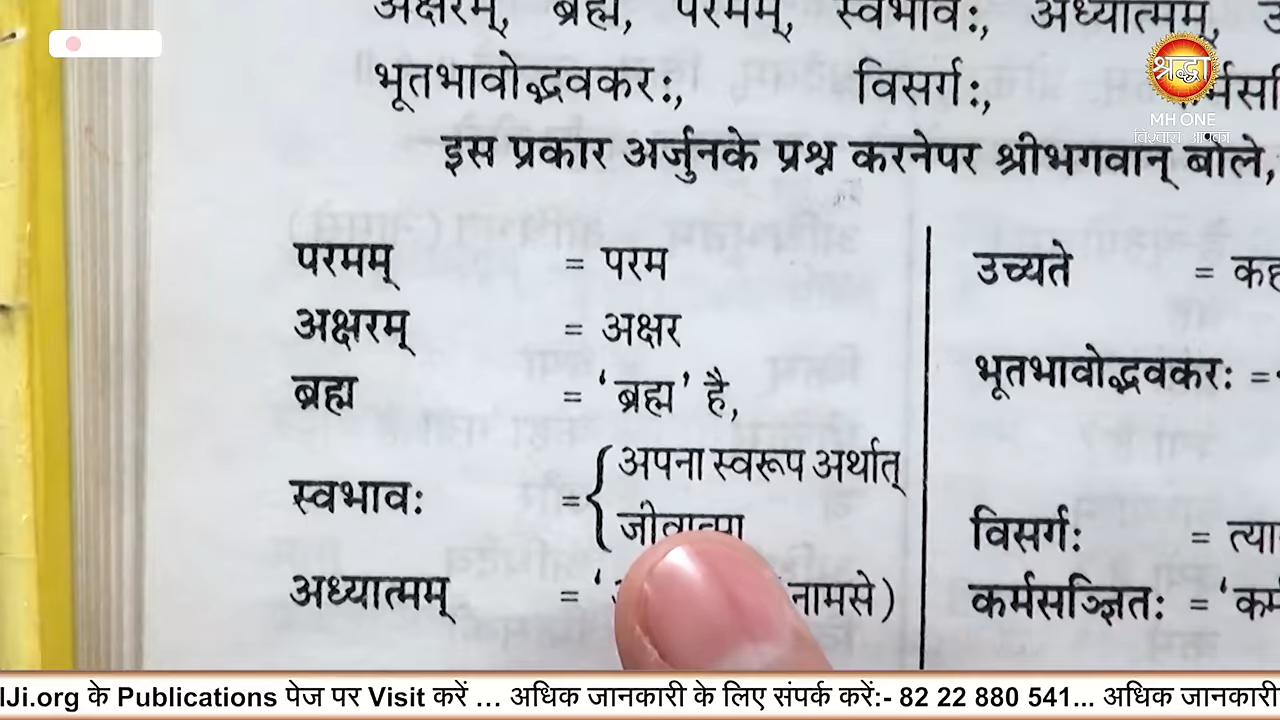 अक्षरम्, ब्रह्म, परमम्, स्वभावः, अध्यात्मम्,
भूतभावोद्भवकरः, विसर्गः,
इस प्रकार अर्जुनके प्रश्न करनेपर श्रीभगवान् बोले,
परमम् = परम
अक्षरम् = अक्षर
ब्रह्म = ‘ब्रह्म’ है,
स्वभावः = { अपना स्वरूप अर्थात्
जीवात्मा
अध्यात्मम् = ‘ नामसे)
उच्यते =
भूतभावोद्भवकरः =
विसर्गः =
कर्मसञ्ज्ञितः = ‘
श्रद्धा
MH ONE
विश्वास आपका
lJi.org के Publications पेज पर Visit करें ... अधिक जानकारी के लिए संपर्क करें:- 82 22 880 541... अधिक जानकारी